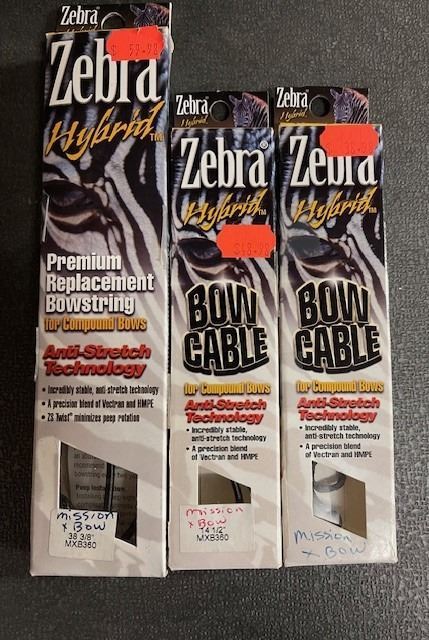 Zebra
Hybrid
$ 59.98
Zebra
Hybrid™
Premium
Replacement
Bowstring
for Compound Bows
Anti-Stretch
Technology
• Incredibly stable, anti-stretch technology
• A precision blend of Vectran and HMPE
• ZS Twist® minimizes peep rotation
Mission
x Bow
38 3/8"
MXB360
Zebra
Hybrid
Zebra®
Hybrid™
BOW
CABLE
for Compound Bows
Anti-Stretch
Technology
• Incredibly stable,
anti-stretch technology
• A precision blend
of Vectran and HMPE
Mission
x Bow
14 1/2"
MXB360
Zebra
Hybrid
Zebra
Hybrid™
BOW
CABLE
for Compound Bows
Anti-Stretch
Technology
• Incredibly stable,
anti-stretch technology
• A precision blend
of Vectran and HMPE
Mission
x Bow